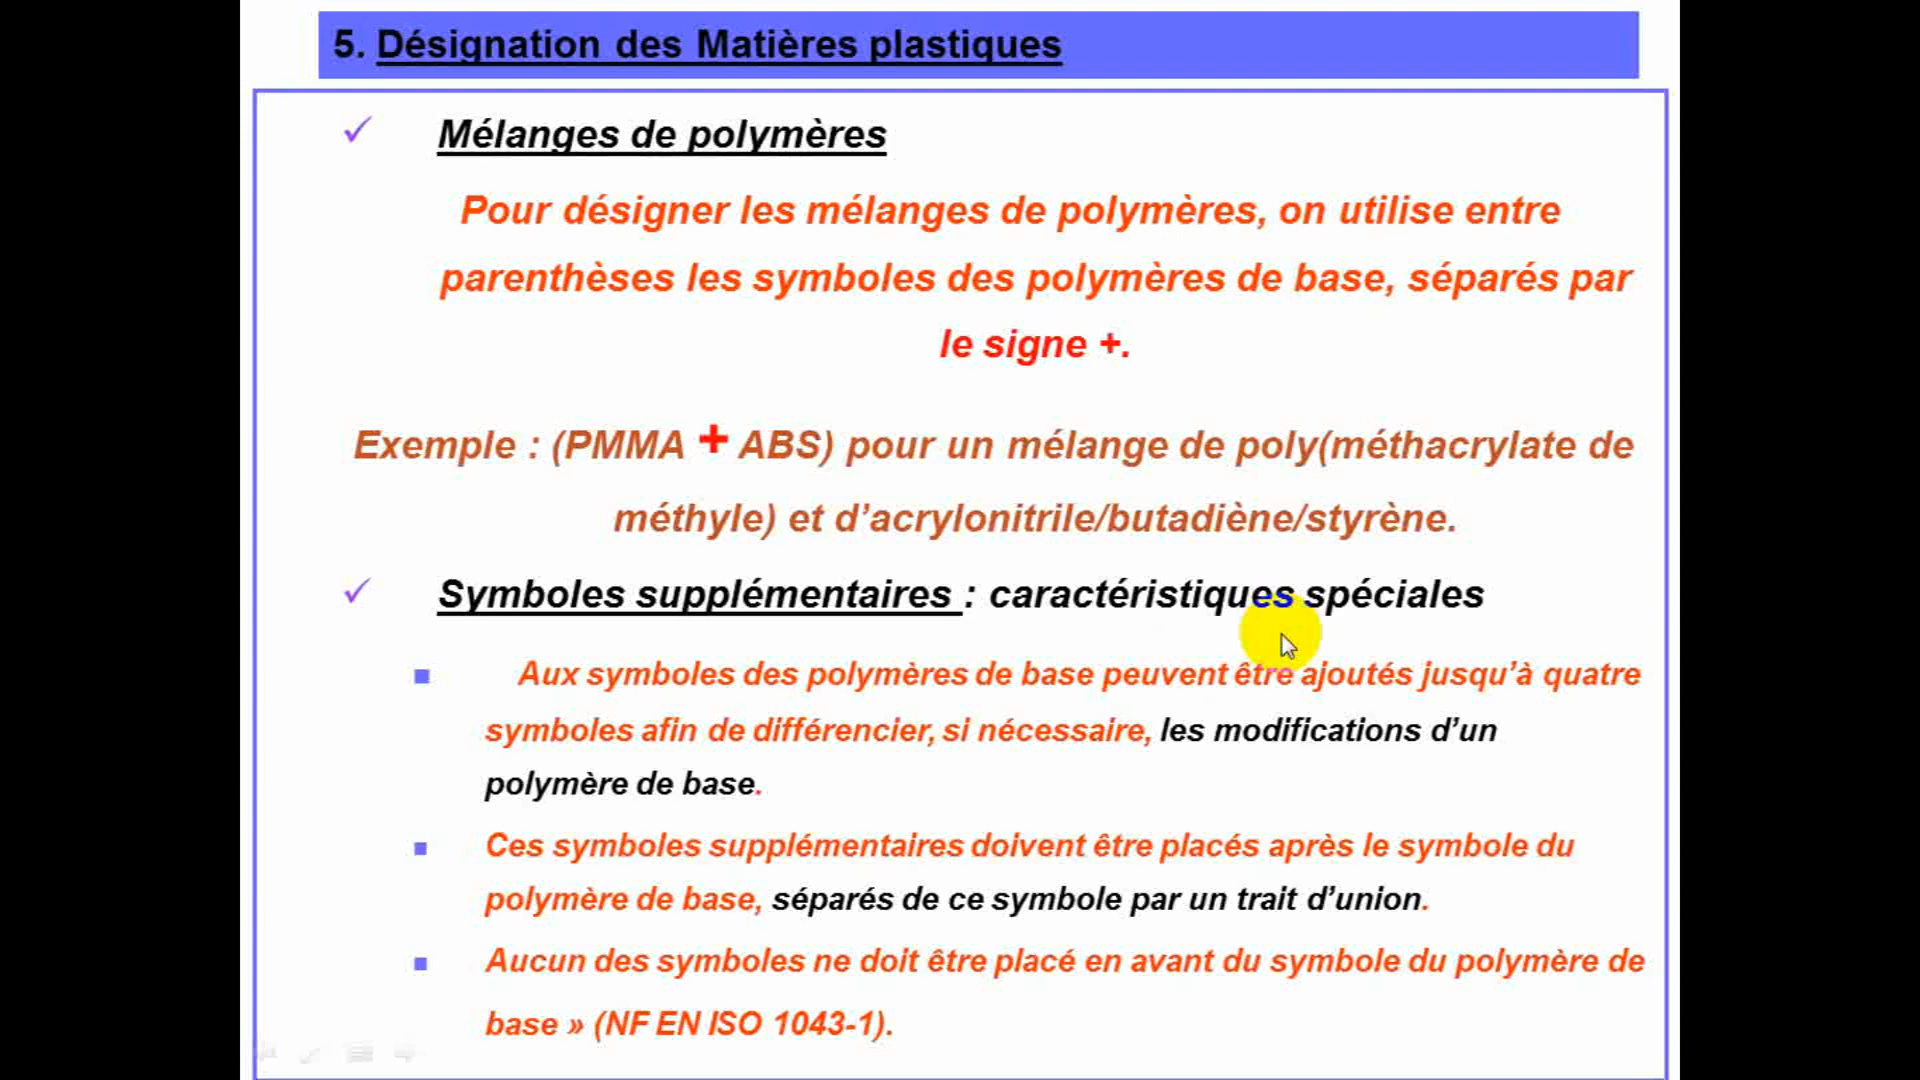 5. Désignation des Matières plastiques
Mélanges de polymères
Pour désigner les mélanges de polymères, on utilise entre
parenthèses les symboles des polymères de base, séparés par
le signe +.
Exemple : (PMMA + ABS) pour un mélange de poly(méthacrylate de
méthyle) et d’acrylonitrile/butadiène/styrène.
Symboles supplémentaires : caractéristiques spéciales
Aux symboles des polymères de base peuvent être ajoutés jusqu’à quatre
symboles afin de différencier, si nécessaire, les modifications d’un
polymère de base.
Ces symboles supplémentaires doivent être placés après le symbole du
polymère de base, séparés de ce symbole par un trait d’union.
Aucun des symboles ne doit être placé en avant du symbole du polymère de
base » (NF EN ISO 1043-1).